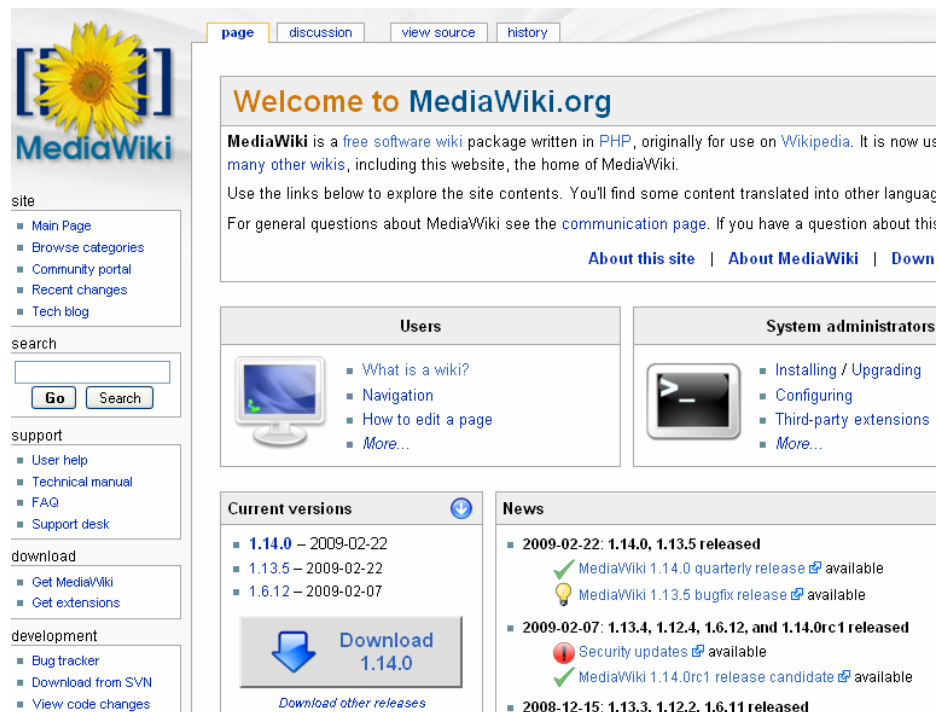 MediaWiki
page
discussion
view source
history
Welcome to MediaWiki.org
MediaWiki is a free software wiki package written in PHP, originally for use on Wikipedia. It is now us
many other wikis, including this website, the home of MediaWiki.
Use the links below to explore the site contents. You'll find some content translated into other languag
For general questions about MediaWiki see the communication page. If you have a question about this
About this site | About MediaWiki | Down
site
Main Page
Browse categories
Community portal
Recent changes
Tech blog
search
Go Search
support
User help
Technical manual
FAQ
Support desk
download
Get MediaWiki
Get extensions
development
Bug tracker
Download from SVN
View code changes
Users
What is a wiki?
Navigation
How to edit a page
More...
System administrators
Installing / Upgrading
Configuring
Third-party extensions
More...
Current versions
1.14.0 – 2009-02-22
1.13.5 – 2009-02-22
1.6.12 – 2009-02-07
Download
1.14.0
Download other releases
News
2009-02-22: 1.14.0, 1.13.5 released
MediaWiki 1.14.0 quarterly release available
MediaWiki 1.13.5 bugfix release available
2009-02-07: 1.13.4, 1.12.4, 1.6.12, and 1.14.0rc1 released
Security updates available
MediaWiki 1.14.0rc1 release candidate available
2008-12-15: 1.13.3, 1.12.2, 1.6.11 released